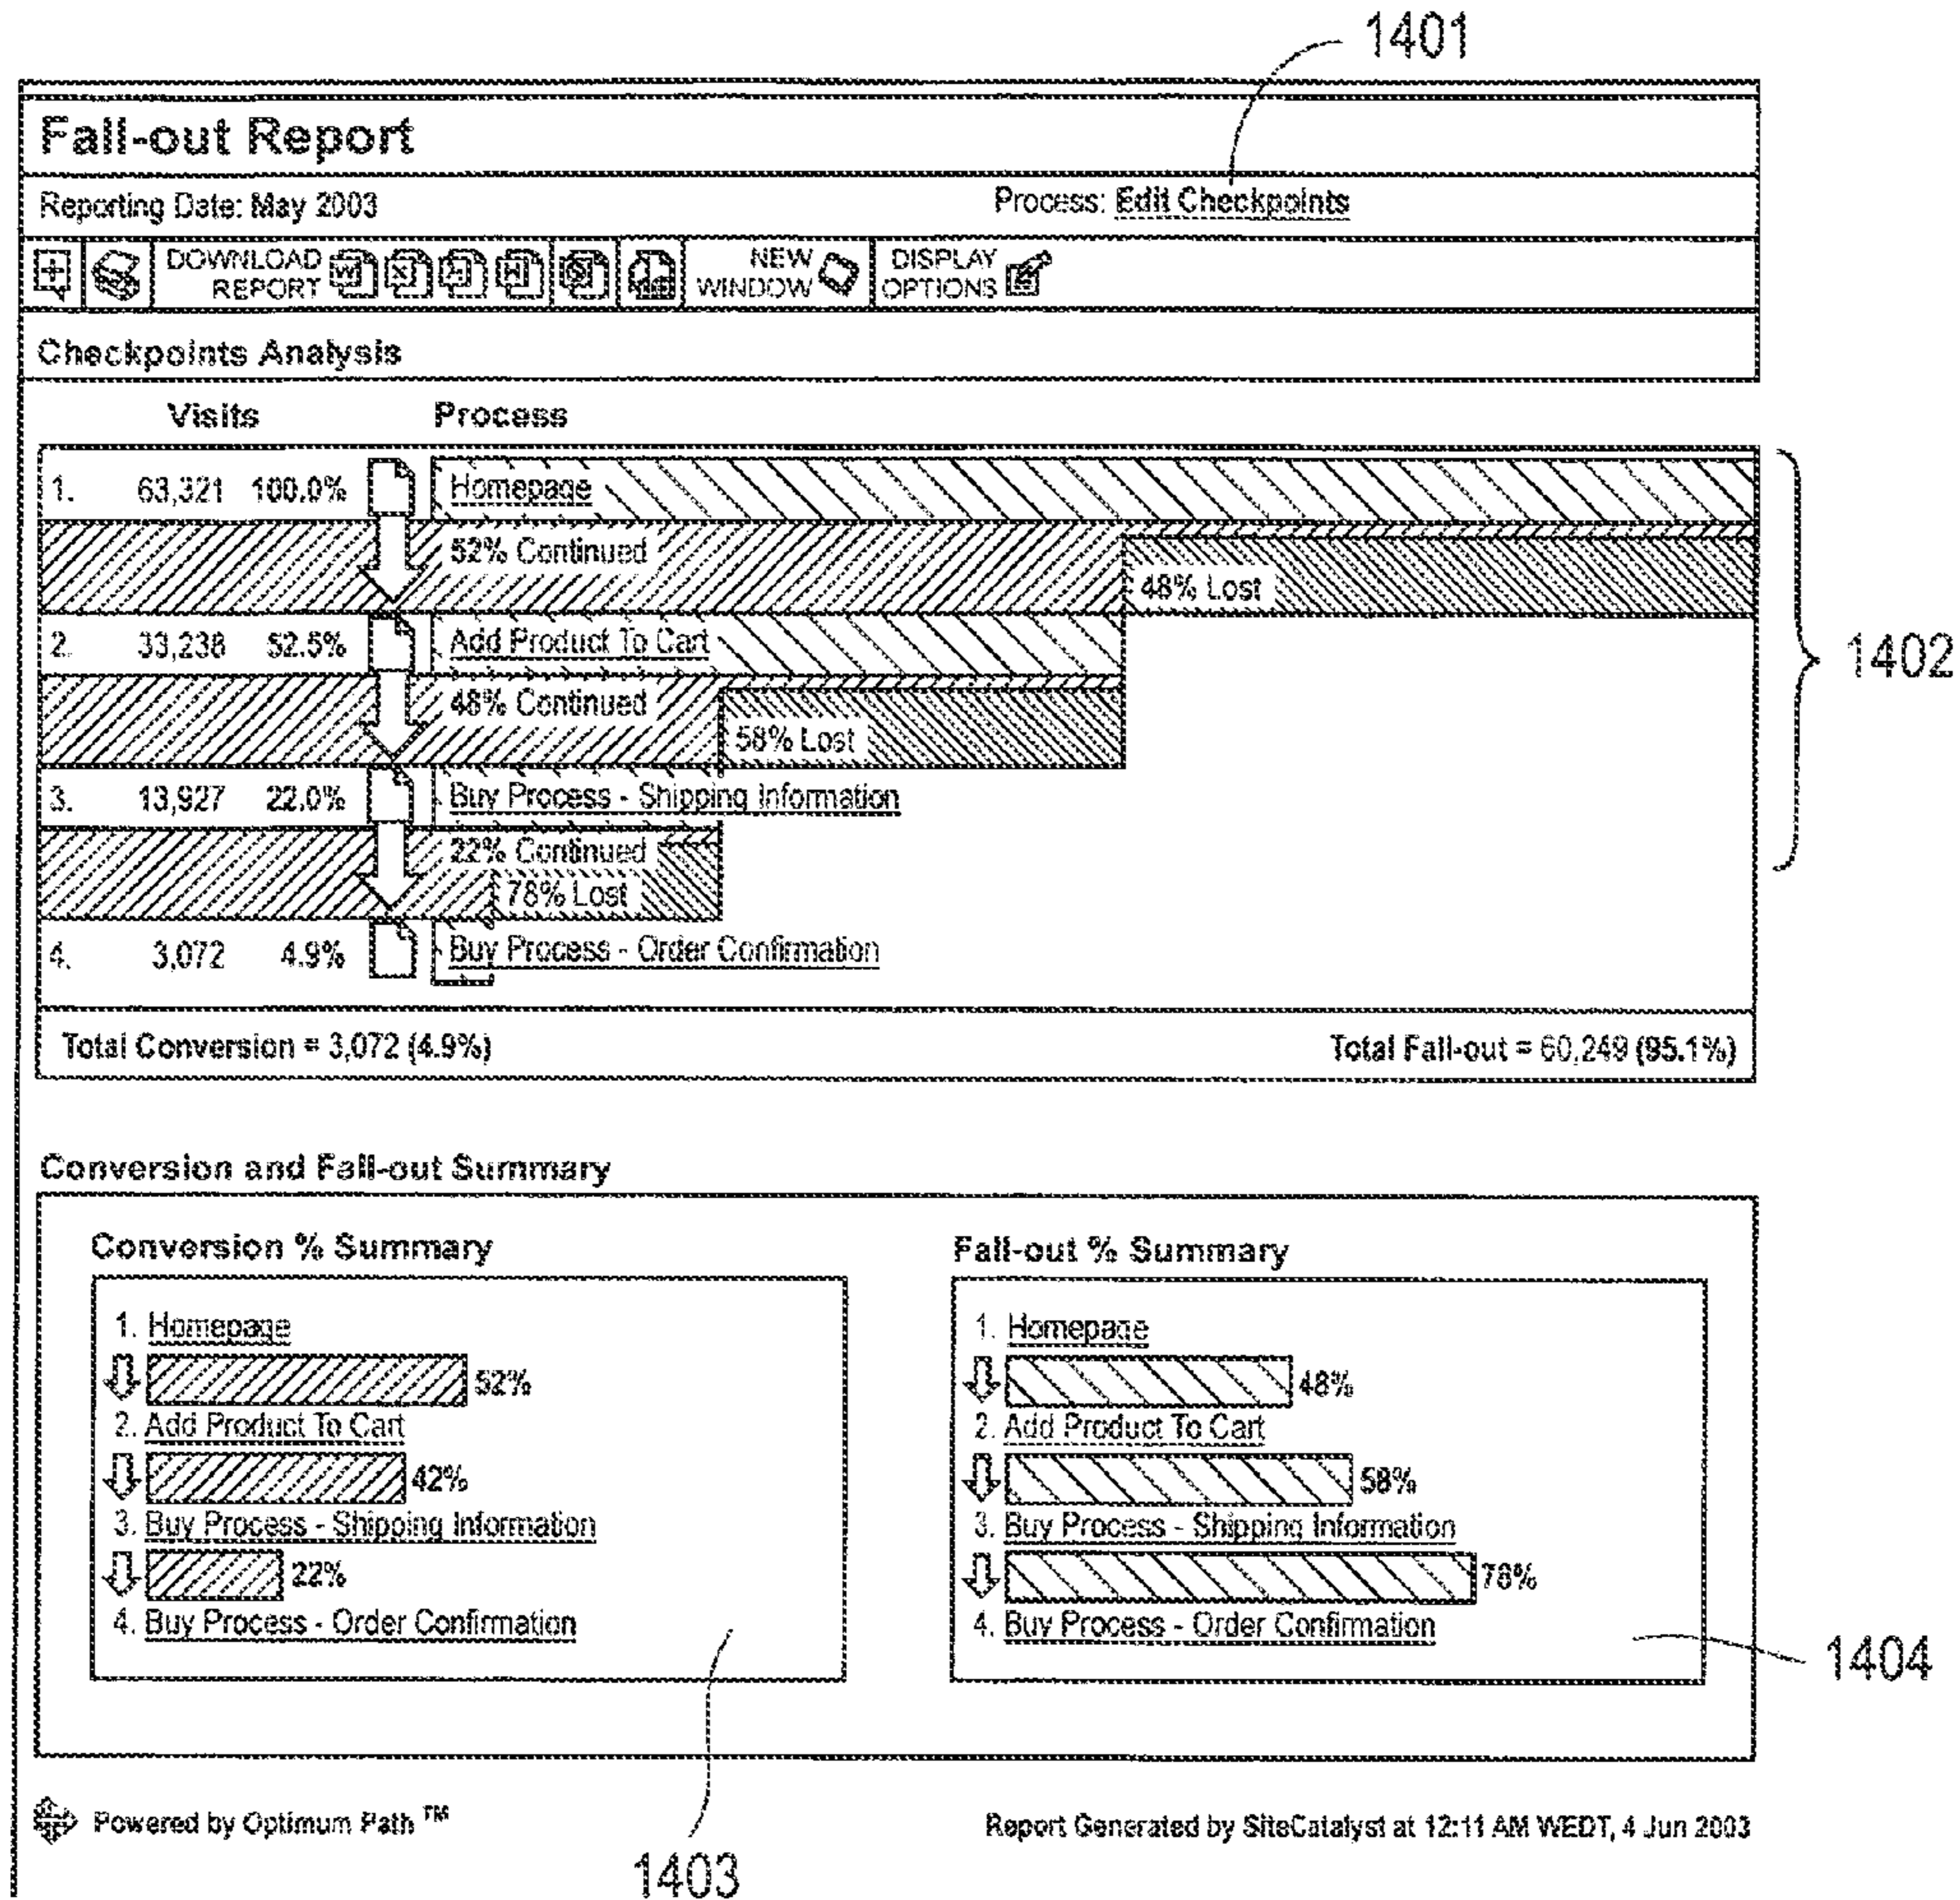 1401
Fall-out Report
Reporting Date: May 2003 Process: Edit Checkpoints
DOWNLOAD REPORT NEW WINDOW DISPLAY OPTIONS
Checkpoints Analysis
Visits Process
1. 63,321 100.0% Homepage
52% Continued
48% Lost
2. 33,238 52.5% Add Product To Cart
1402
48% Continued
58% Lost
3. 13,927 22.0% Buy Process - Shipping Information
22% Continued
78% Lost
4. 3,072 4.9% Buy Process - Order Confirmation
Total Conversion = 3,072 (4.9%) Total Fall-out = 60,249 (95.1%)
Conversion and Fall-out Summary
Conversion % Summary
1. Homepage
52%
2. Add Product To Cart
42%
3. Buy Process - Shipping Information
22%
4. Buy Process - Order Confirmation
Fall-out % Summary
1. Homepage
48%
2. Add Product To Cart
58%
3. Buy Process - Shipping Information
78%
4. Buy Process - Order Confirmation
1404
Powered by Optimum Path ™
Report Generated by SiteCatalyst at 12:11 AM WEDT, 4 Jun 2003
1403